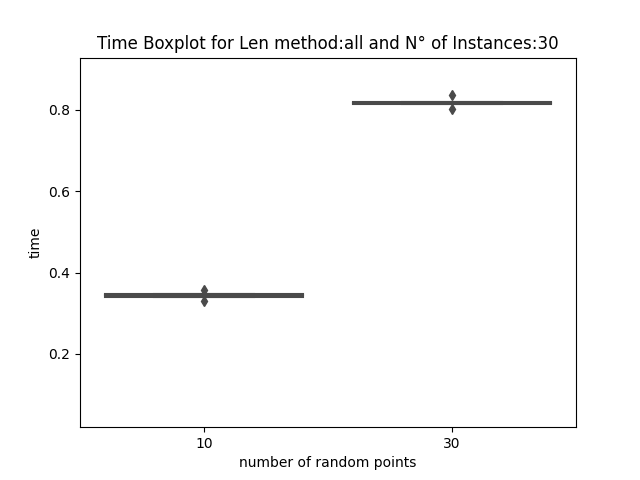 Time Boxplot for Len method:all and N° of Instances:30
0.8
0.6
0.4
0.2
time
10 30
number of random points